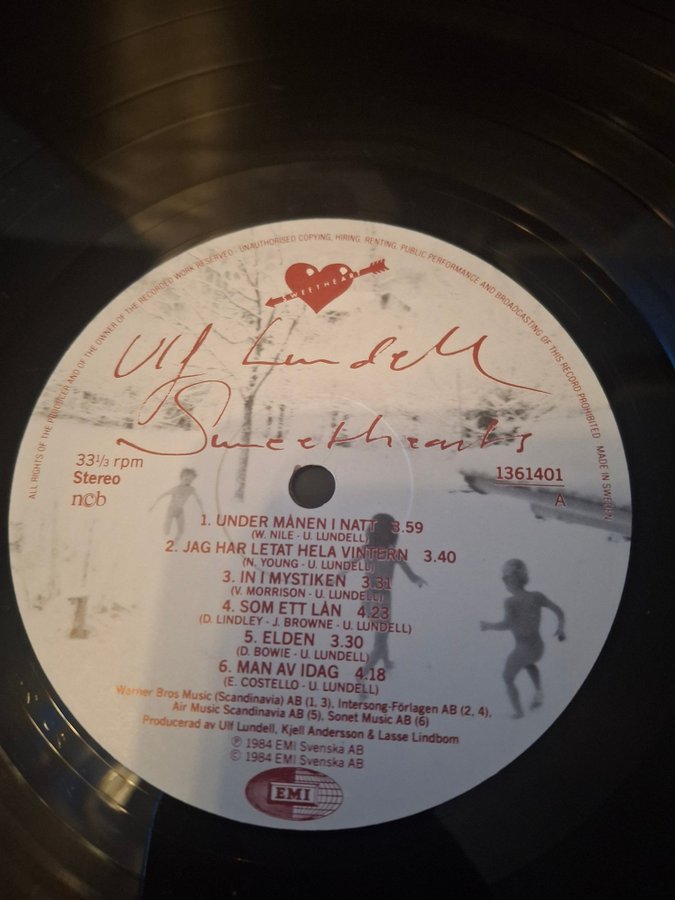 ALL RIGHTS OF THE PRODUCER AND OF THE OWNER OF THE RECORDED WORK RESERVED · UNAUTHORISED COPYING, HIRING, RENTING, PUBLIC PERFORMANCE AND BROADCASTING OF THIS RECORD PROHIBITED MADE IN SWEDEN
SWEETHEART
Ulf Lundell
Sweethearts
33 1/3 rpm
Stereo
n©b
1361401
A
1. UNDER MÅNEN I NATT 3.59
(W. NILE - U. LUNDELL)
2. JAG HAR LETAT HELA VINTERN 3.40
(N. YOUNG - U. LUNDELL)
3. IN I MYSTIKEN 3.31
(V. MORRISON - U. LUNDELL)
4. SOM ETT LÅN 4.23
(D. LINDLEY - J. BROWNE - U. LUNDELL)
5. ELDEN 3.30
(D. BOWIE - U. LUNDELL)
6. MAN AV IDAG 4.18
(E. COSTELLO - U. LUNDELL)
1
Warner Bros Music (Scandinavia) AB (1, 3), Intersong-Förlagen AB (2, 4),
Air Music Scandinavia AB (5), Sonet Music AB (6)
Producerad av Ulf Lundell, Kjell Andersson & Lasse Lindbom
℗ 1984 EMI Svenska AB
© 1984 EMI Svenska AB
EMI